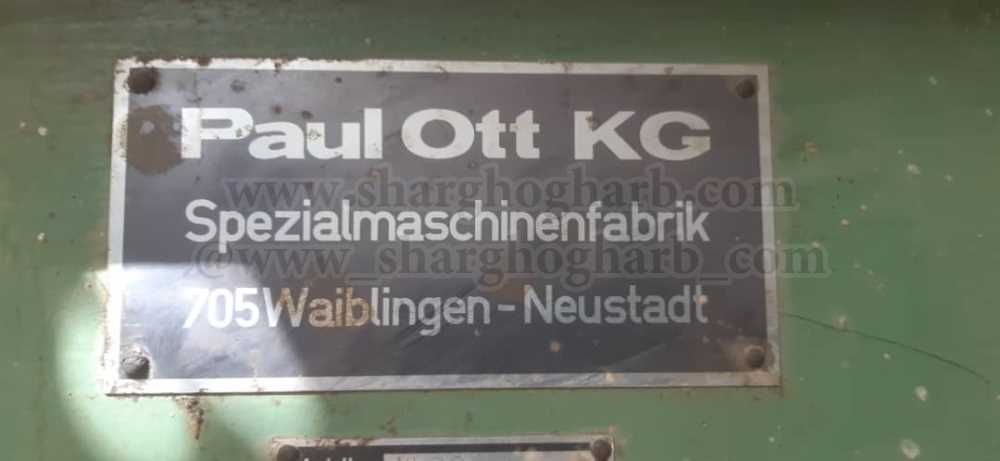 Paul Ott KG
www.sharghogharb.com
Spezialmaschinenfabrik
@www_sharghogharb_com
705 Waiblingen-Neustadt